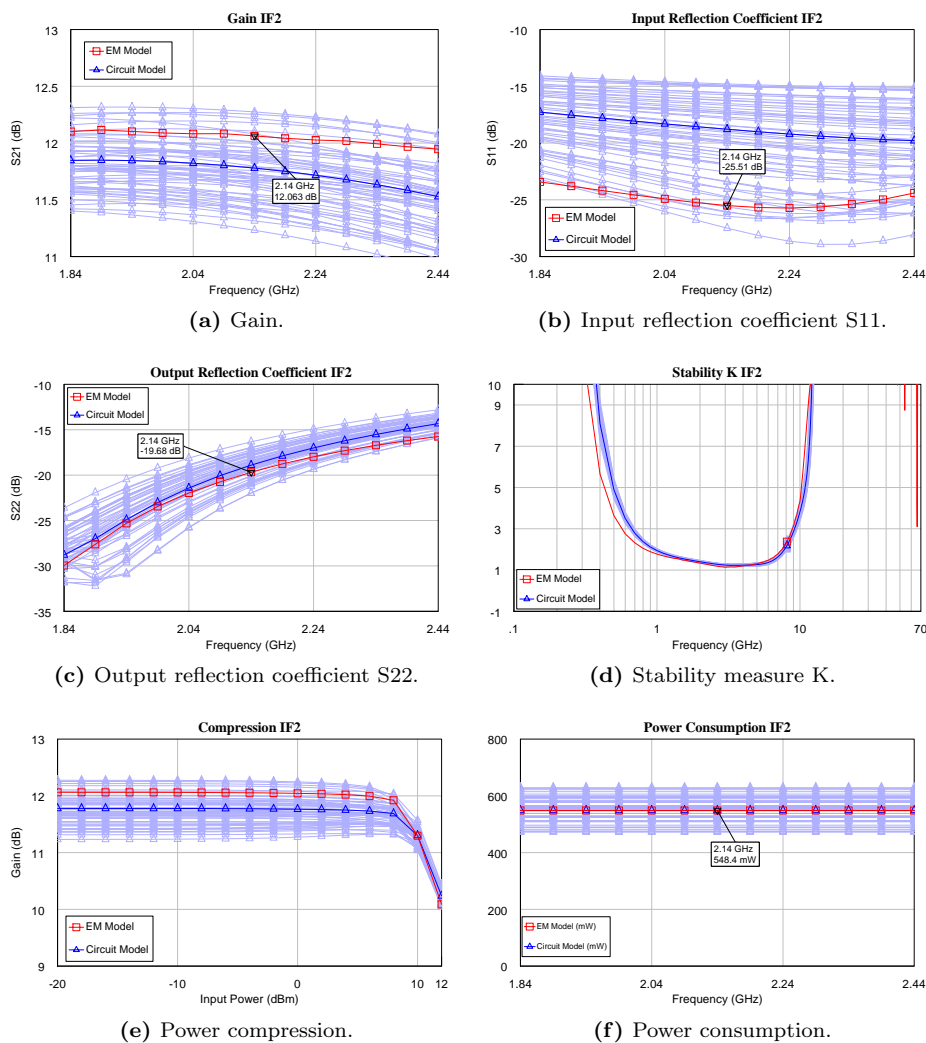 Gain IF2
13
12.5
12
11.5
11
S21 (dB)
EM Model
Circuit Model
2.14 GHz
12.063 dB
1.84
2.04
2.24
2.44
Frequency (GHz)
(a) Gain.
Input Reflection Coefficient IF2
-10
-15
-20
-25
-30
S11 (dB)
2.14 GHz
-25.51 dB
EM Model
Circuit Model
1.84
2.04
2.24
2.44
Frequency (GHz)
(b) Input reflection coefficient S11.
Output Reflection Coefficient IF2
-10
-15
-20
-25
-30
-35
S22 (dB)
EM Model
Circuit Model
2.14 GHz
-19.68 dB
1.84
2.04
2.24
2.44
Frequency (GHz)
(c) Output reflection coefficient S22.
Stability K IF2
10
9
7
5
3
1
-1
EM Model
Circuit Model
.1
1
10
70
Frequency (GHz)
(d) Stability measure K.
Compression IF2
13
12
11
10
9
Gain (dB)
EM Model
Circuit Model
-20
-10
0
10
12
Input Power (dBm)
(e) Power compression.
Power Consumption IF2
800
600
400
200
0
2.14 GHz
548.4 mW
EM Model (mW)
Circuit Model (mW)
1.84
2.04
2.24
2.44
Frequency (GHz)
(f) Power consumption.